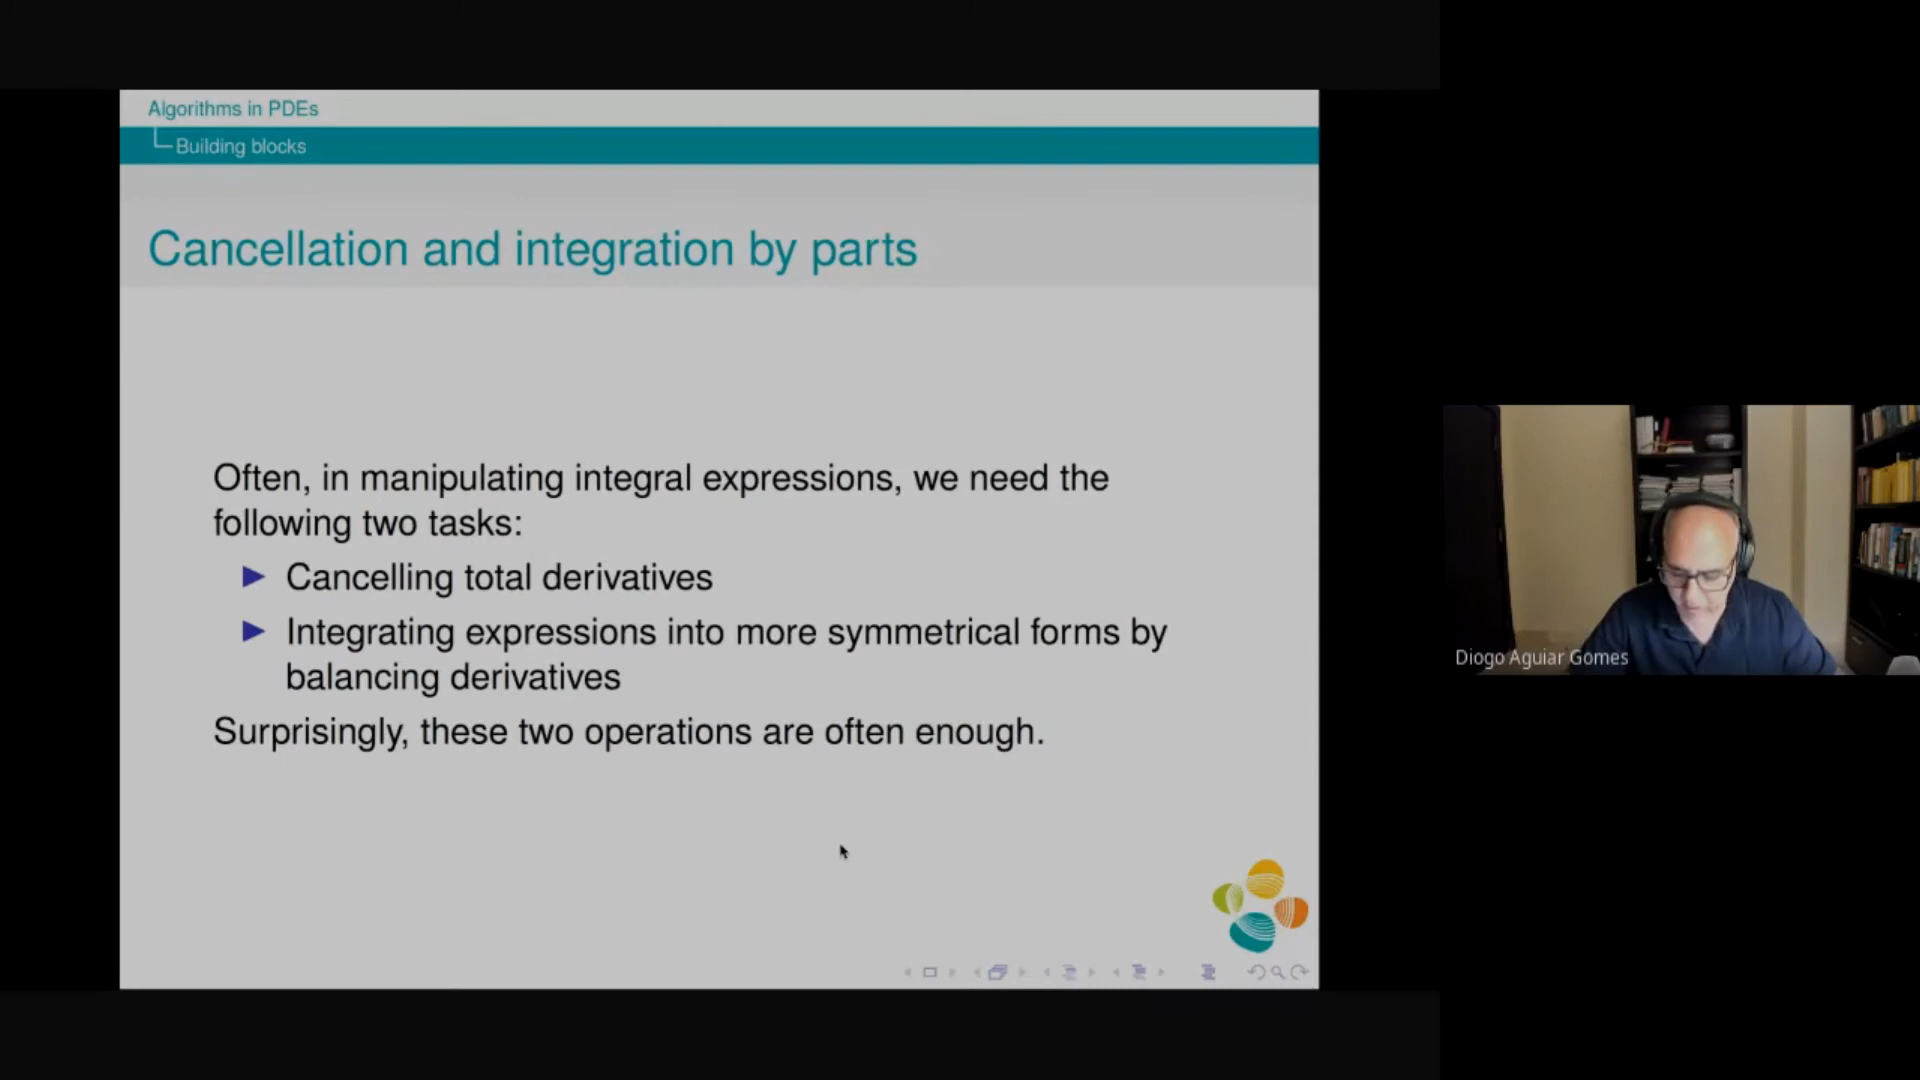 Algorithms in PDEs
Building blocks
Cancellation and integration by parts
Often, in manipulating integral expressions, we need the
following two tasks:
Cancelling total derivatives
Integrating expressions into more symmetrical forms by
balancing derivatives
Surprisingly, these two operations are often enough.
Diogo Aguiar Gomes